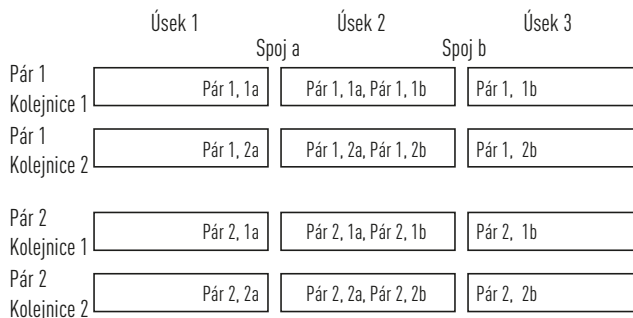 Úsek 1 Úsek 2 Úsek 3
Spoj a Spoj b
Pár 1
Kolejnice 1
Pár 1, 1a Pár 1, 1a, Pár 1, 1b Pár 1, 1b
Pár 1
Kolejnice 2
Pár 1, 2a Pár 1, 2a, Pár 1, 2b Pár 1, 2b
Pár 2
Kolejnice 1
Pár 2, 1a Pár 2, 1a, Pár 2, 1b Pár 2, 1b
Pár 2
Kolejnice 2
Pár 2, 2a Pár 2, 2a, Pár 2, 2b Pár 2, 2b